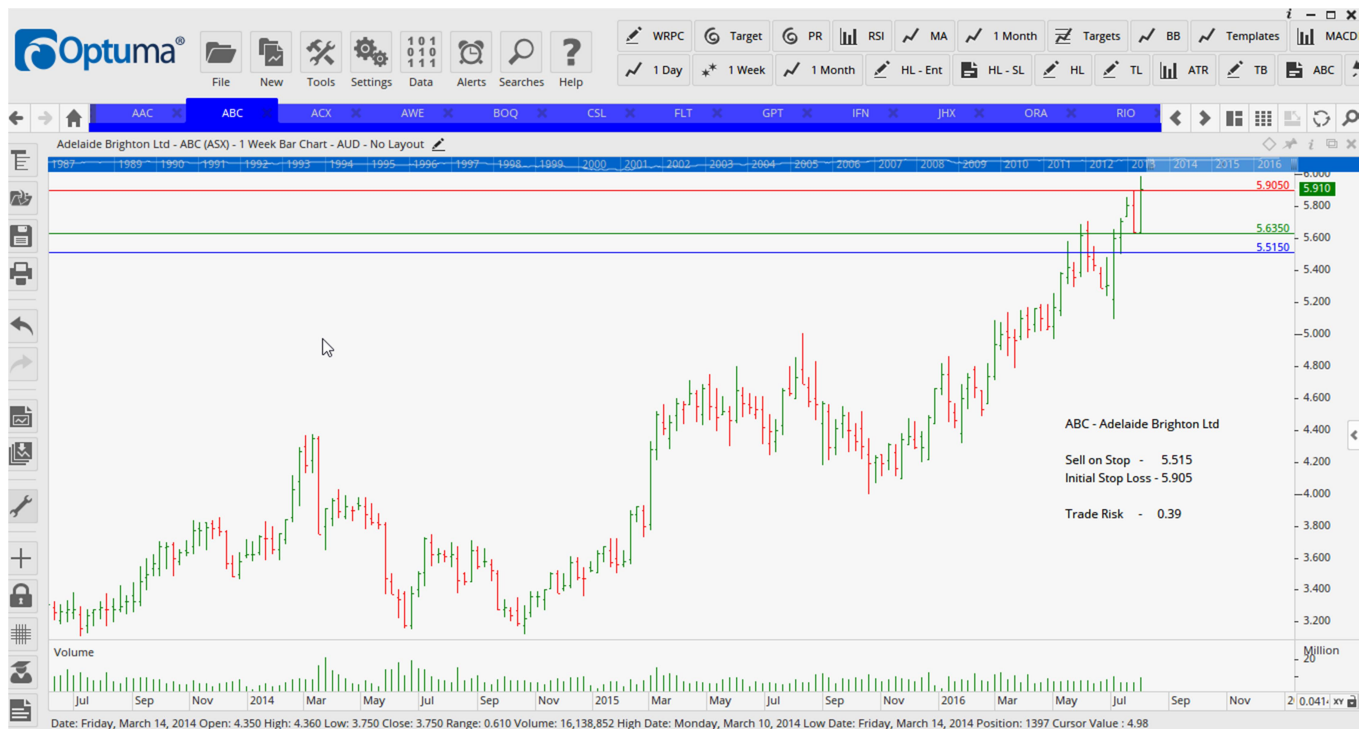 i
Optuma®
File
New
Tools
Settings
101
010
111
Data
Alerts
Searches
?
Help
WRPC
Target
PR
RSI
MA
1 Month
Targets
BB
Templates
MACD
1 Day
1 Week
1 Month
HL - Ent
HL - SL
HL
TL
ATR
TB
ABC
AAC
ABC
ACX
AWE
BOQ
CSL
FLT
GPT
IFN
JHX
ORA
RIO
Adelaide Brighton Ltd - ABC (ASX) - 1 Week Bar Chart - AUD - No Layout
i
1987 1989 1990 1991 1992 1993 1994 1995 1996 1997 1998 1999 2000 2001 2002 2003 2004 2005 2006 2007 2008 2009 2010 2011 2012 2013 2014 2015 2016
6.000
5.9050
5.910
5.800
5.6350
5.600
5.5150
5.400
5.200
5.000
4.800
4.600
4.400
4.200
4.000
3.800
3.600
3.400
3.200
ABC - Adelaide Brighton Ltd
Sell on Stop - 5.515
Initial Stop Loss - 5.905
Trade Risk - 0.39
Volume
Million
20
Jul Sep Nov 2014 Mar May Jul Sep Nov 2015 Mar May Jul Sep Nov 2016 Mar May Jul Sep Nov
XY
Date: Friday, March 14, 2014 Open: 4.350 High: 4.360 Low: 3.750 Close: 3.750 Range: 0.610 Volume: 16,138,852 High Date: Monday, March 10, 2014 Low Date: Friday, March 14, 2014 Position: 1397 Cursor Value : 4.98